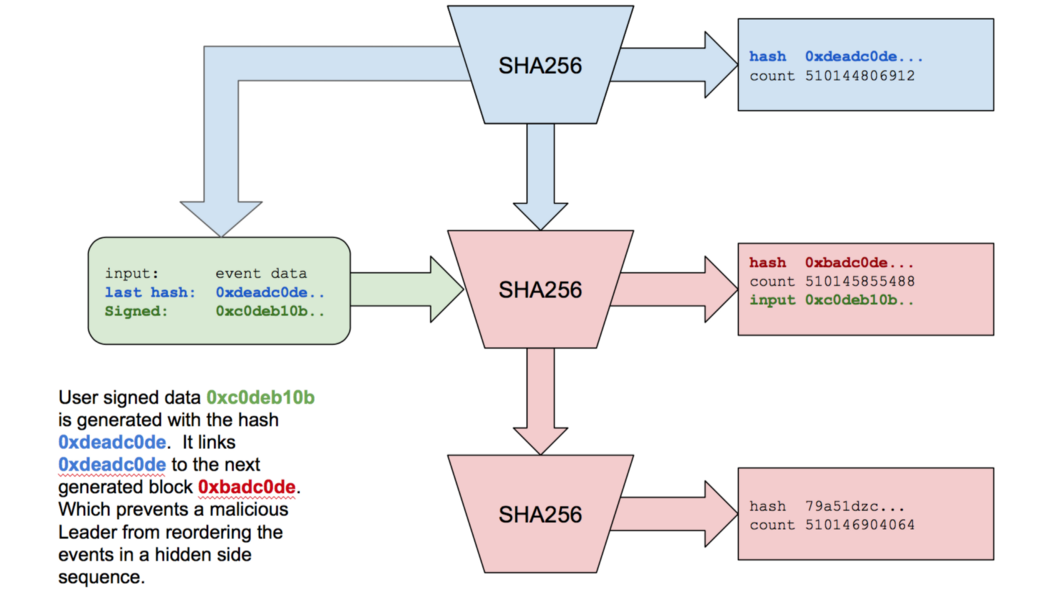 SHA256
hash 0xdeadc0de...
count 510144806912
input: event data
last hash: 0xdeadc0de..
Signed: 0xc0deb10b..
SHA256
hash 0xbadc0de...
count 510145855488
input 0xc0deb10b..
User signed data 0xc0deb10b
is generated with the hash
0xdeadc0de. It links
0xdeadc0de to the next
generated block 0xbadc0de.
Which prevents a malicious
Leader from reordering the
events in a hidden side
sequence.
SHA256
hash 79a51dzc...
count 510146904064